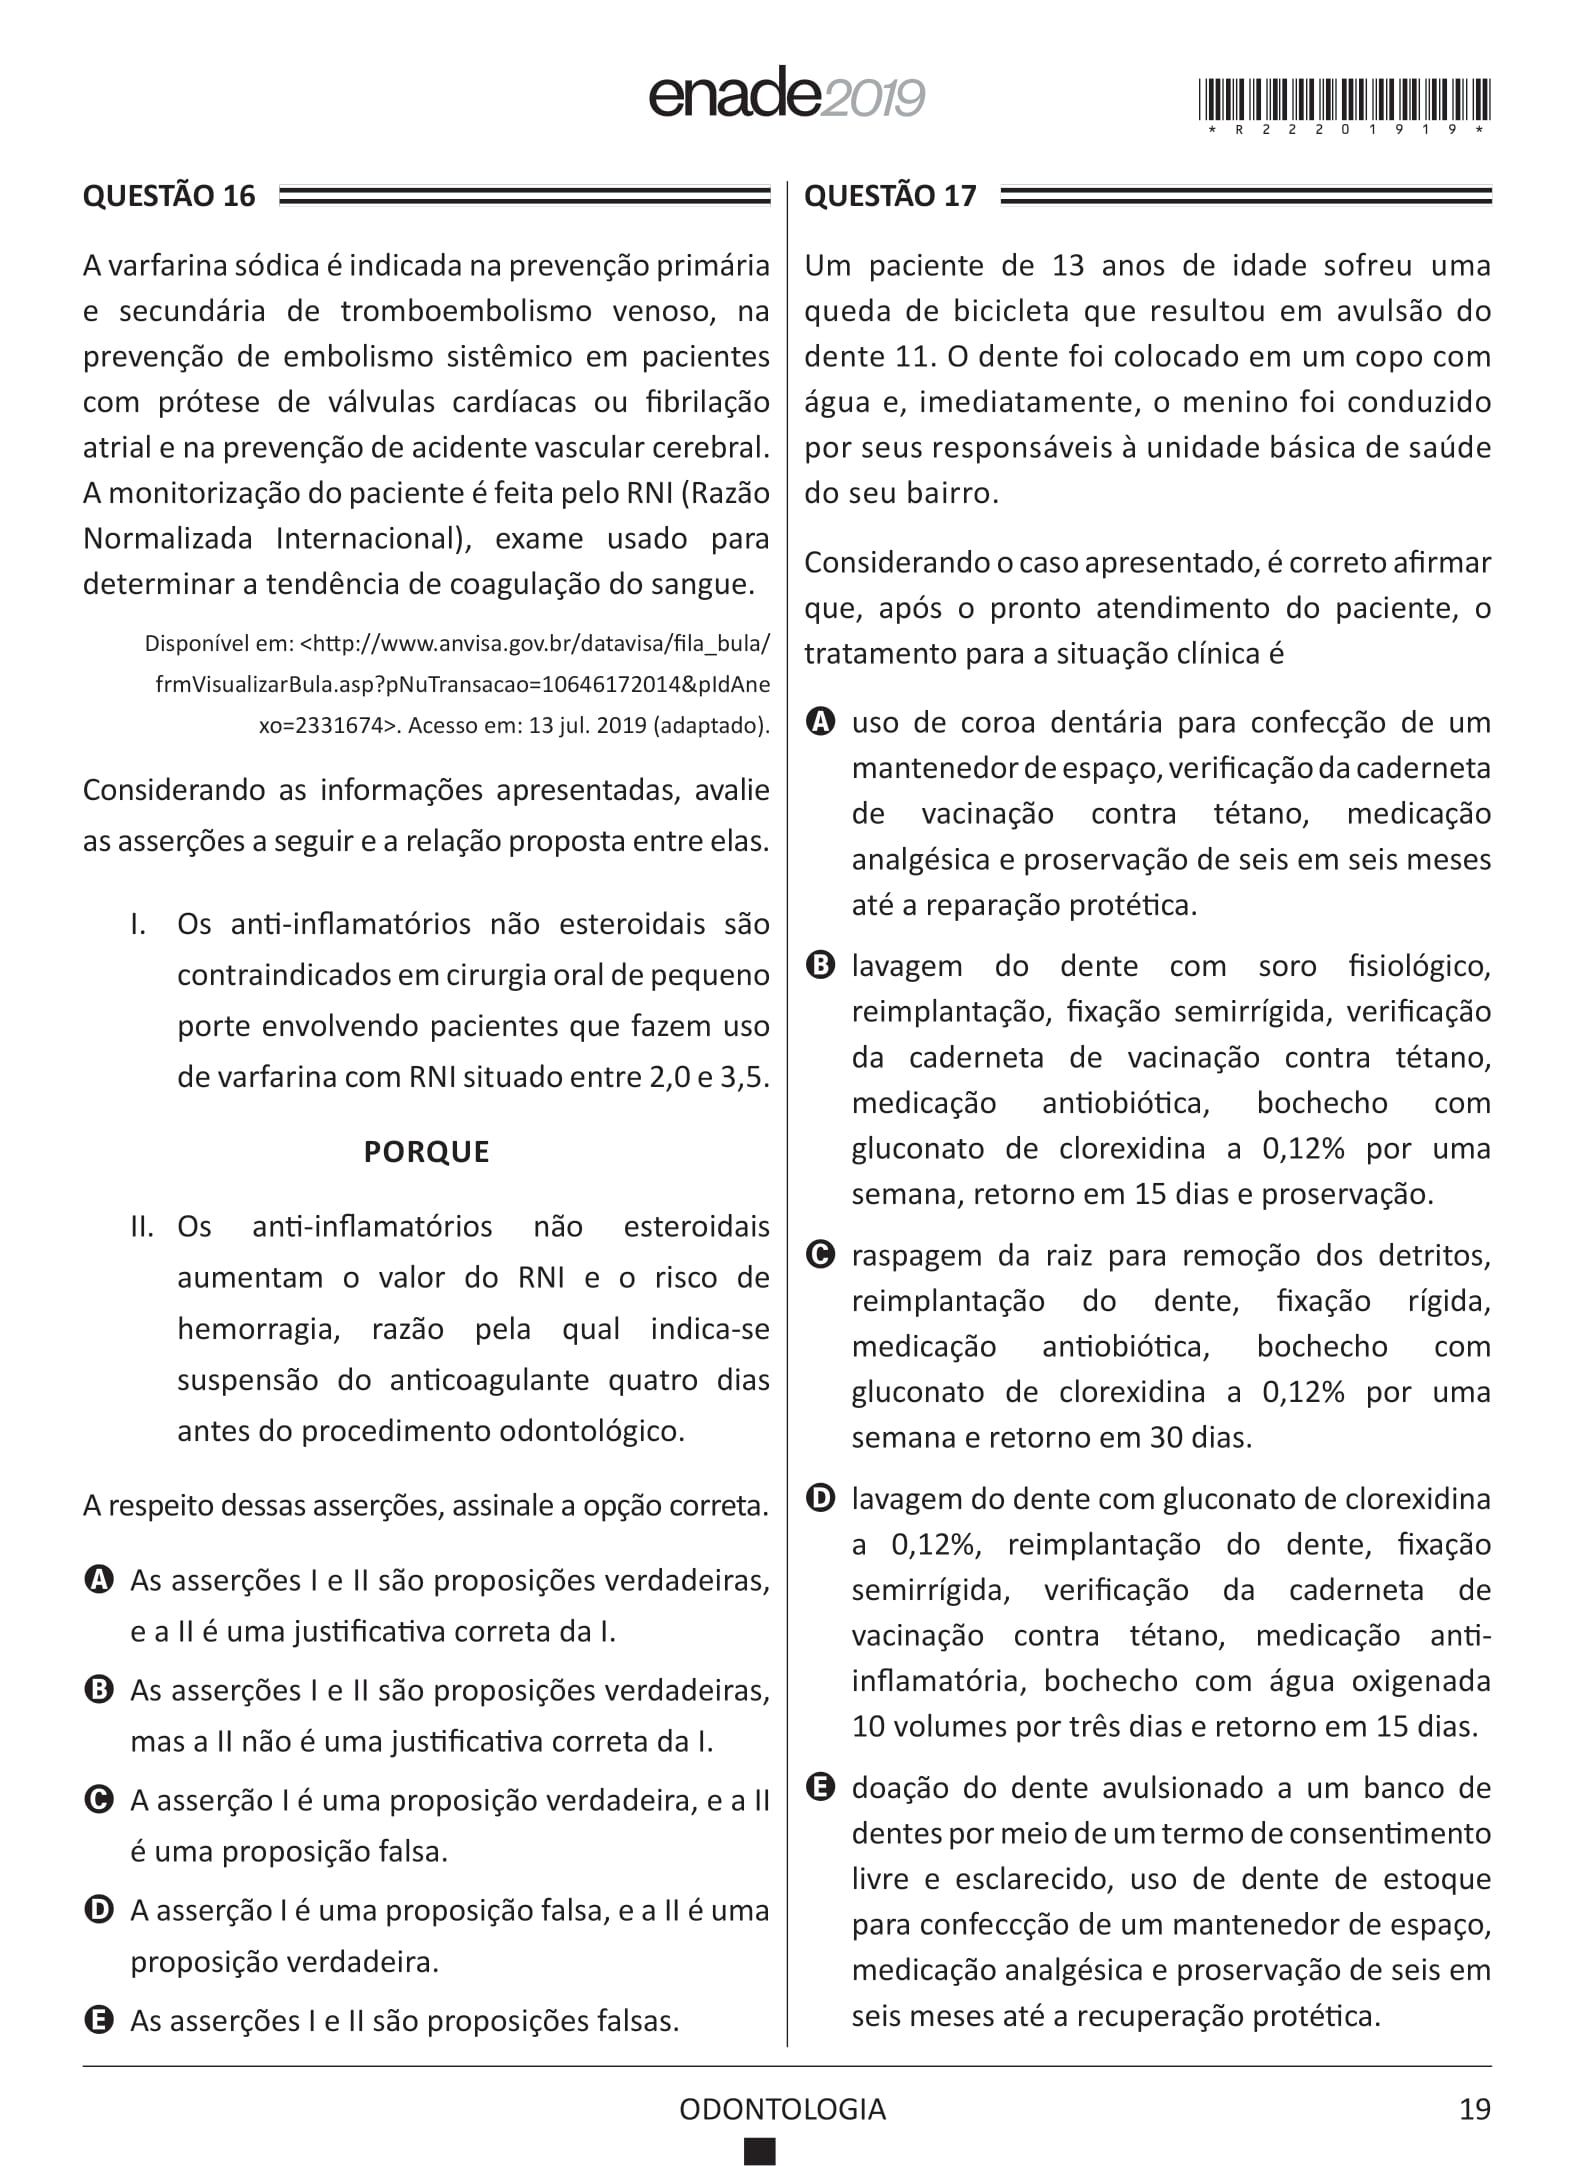 enade2019
*R22201919*
QUESTÃO 16
A varfarina sódica é indicada na prevenção primária
e secundária de tromboembolismo venoso, na
prevenção de embolismo sistêmico em pacientes
com prótese de válvulas cardíacas ou fibrilação
atrial e na prevenção de acidente vascular cerebral.
A monitorização do paciente é feita pelo RNI (Razão
Normalizada Internacional), exame usado para
determinar a tendência de coagulação do sangue.
Disponível em: <http://www.anvisa.gov.br/datavisa/fila_bula/
frmVisualizarBula.asp?pNuTransacao=10646172014&pIdAne
xo=2331674>. Acesso em: 13 jul. 2019 (adaptado).
Considerando as informações apresentadas, avalie
as asserções a seguir e a relação proposta entre elas.
I. Os anti-inflamatórios não esteroidais são
contraindicados em cirurgia oral de pequeno
porte envolvendo pacientes que fazem uso
de varfarina com RNI situado entre 2,0 e 3,5.
PORQUE
II. Os anti-inflamatórios não esteroidais
aumentam o valor do RNI e o risco de
hemorragia, razão pela qual indica-se
suspensão do anticoagulante quatro dias
antes do procedimento odontológico.
A respeito dessas asserções, assinale a opção correta.
A As asserções I e II são proposições verdadeiras,
e a II é uma justificativa correta da I.
B As asserções I e II são proposições verdadeiras,
mas a II não é uma justificativa correta da I.
C A asserção I é uma proposição verdadeira, e a II
é uma proposição falsa.
D A asserção I é uma proposição falsa, e a II é uma
proposição verdadeira.
E As asserções I e II são proposições falsas.
QUESTÃO 17
Um paciente de 13 anos de idade sofreu uma
queda de bicicleta que resultou em avulsão do
dente 11. O dente foi colocado em um copo com
água e, imediatamente, o menino foi conduzido
por seus responsáveis à unidade básica de saúde
do seu bairro.
Considerando o caso apresentado, é correto afirmar
que, após o pronto atendimento do paciente, o
tratamento para a situação clínica é
A uso de coroa dentária para confecção de um
mantenedor de espaço, verificação da caderneta
de vacinação contra tétano, medicação
analgésica e proservação de seis em seis meses
até a reparação protética.
B lavagem do dente com soro fisiológico,
reimplantação, fixação semirrígida, verificação
da caderneta de vacinação contra tétano,
medicação antiobiótica, bochecho com
gluconato de clorexidina a 0,12% por uma
semana, retorno em 15 dias e proservação.
C raspagem da raiz para remoção dos detritos,
reimplantação do dente, fixação rígida,
medicação antiobiótica, bochecho com
gluconato de clorexidina a 0,12% por uma
semana e retorno em 30 dias.
D lavagem do dente com gluconato de clorexidina
a 0,12%, reimplantação do dente, fixação
semirrígida, verificação da caderneta de
vacinação contra tétano, medicação anti-
inflamatória, bochecho com água oxigenada
10 volumes por três dias e retorno em 15 dias.
E doação do dente avulsionado a um banco de
dentes por meio de um termo de consentimento
livre e esclarecido, uso de dente de estoque
para confeccção de um mantenedor de espaço,
medicação analgésica e proservação de seis em
seis meses até a recuperação protética.
ODONTOLOGIA
19